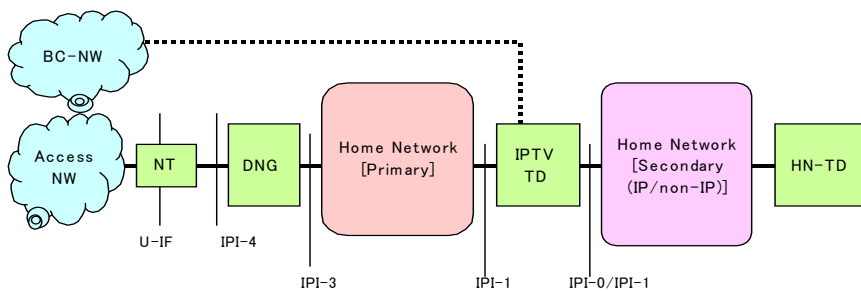 BC-NW
Access
NW
NT
DNG
Home Network
[Primary]
IPTV
TD
Home Network
[Secondary
(IP/non-IP)]
HN-TD
U-IF
IPI-4
IPI-3
IPI-1
IPI-0/IPI-1